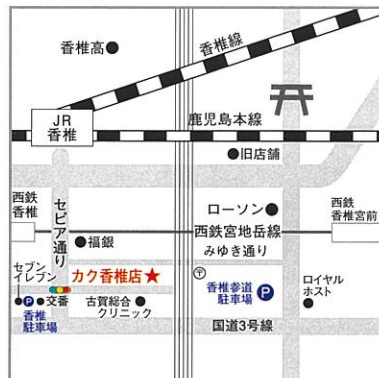 香椎線
香椎高
JR
香椎
鹿児島本線
旧店舗
西鉄
香椎
セピア通り
ローソン
西鉄宮地岳線
西鉄
香椎宮前
福銀
みゆき通り
セブン
イレブン
カク香椎店★
〒
香椎参道
駐車場
P
ロイヤル
ホスト
P
交番
香椎
駐車場
古賀総合
クリニック
国道3号線